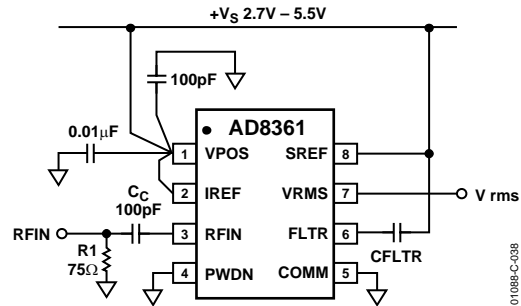 +VS 2.7V – 5.5V
100pF
0.01μF
AD8361
1 VPOS SREF 8
2 IREF VRMS 7
V rms
CC
100pF
RFIN
3 RFIN FLTR 6
R1
75Ω
CFLTR
4 PWDN COMM 5
01088-C-038